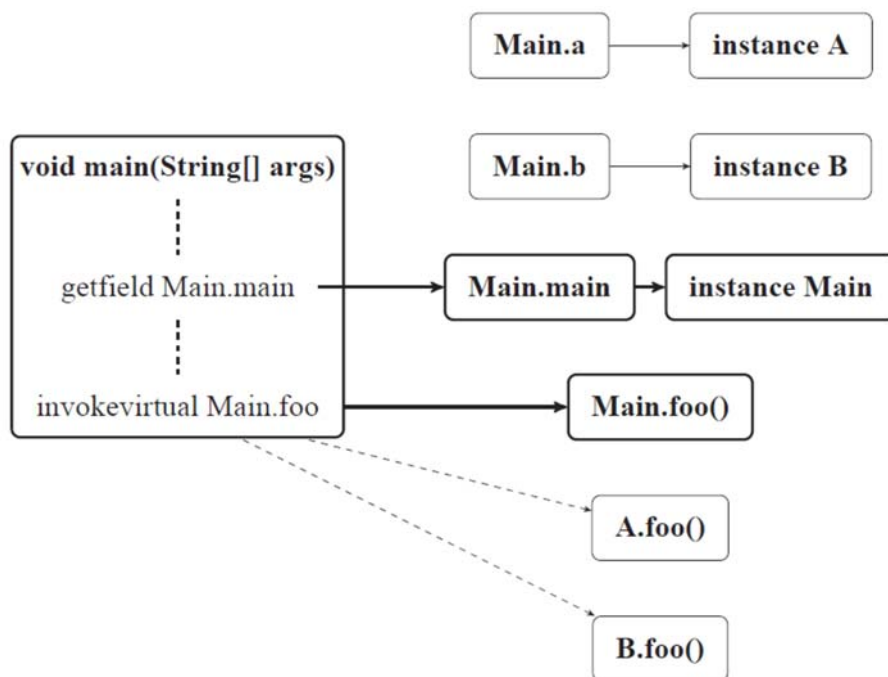 Main.a
instance A
Main.b
instance B
void main(String[] args)
getfield Main.main
Main.main
instance Main
invokevirtual Main.foo
Main.foo()
A.foo()
B.foo()